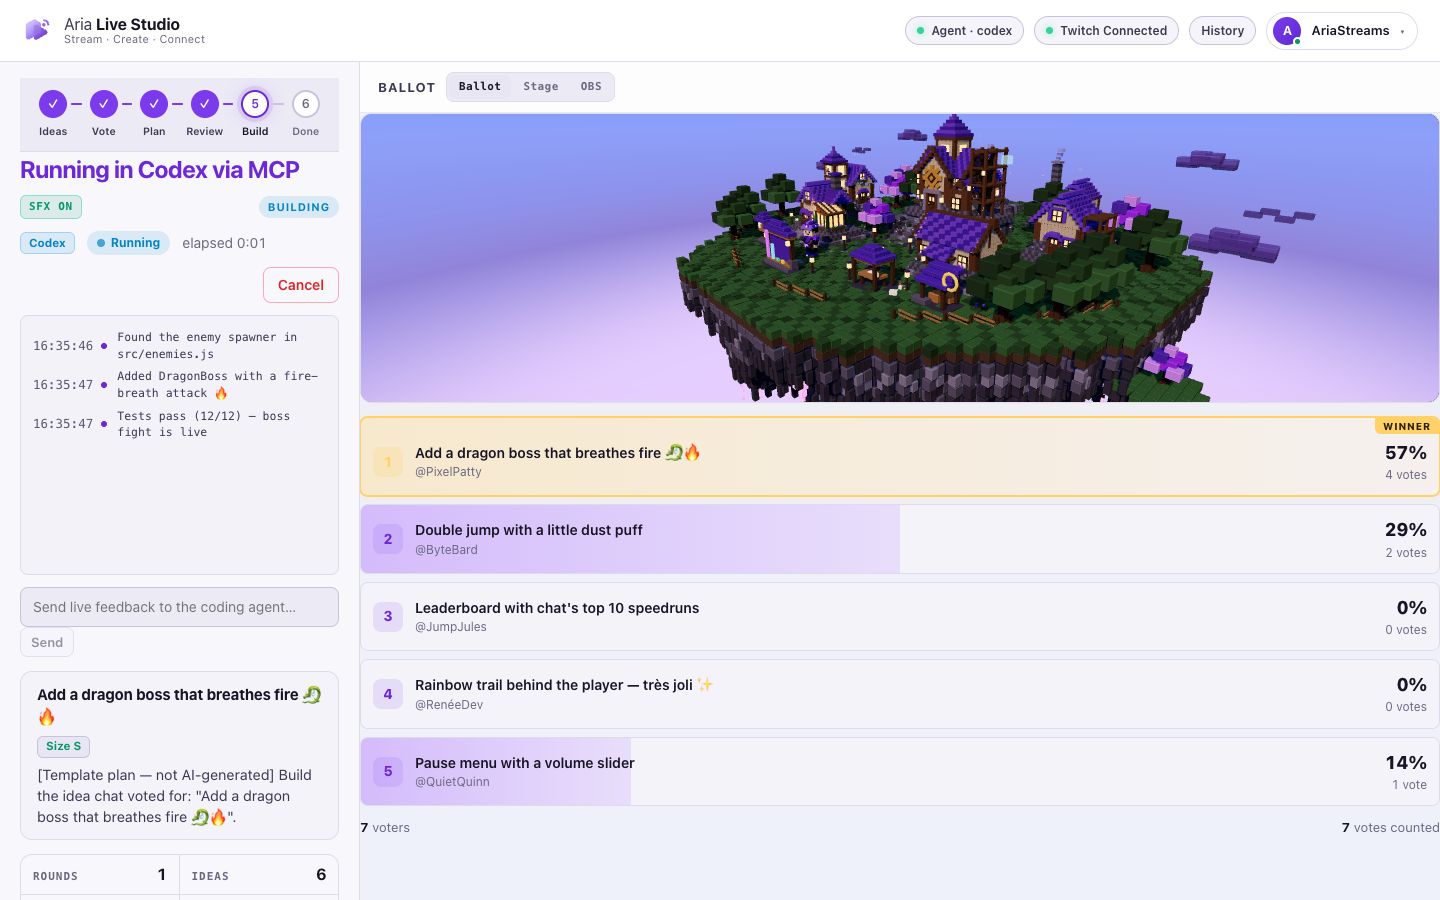 Aria Live Studio
Stream · Create · Connect
Agent · codex
Twitch Connected
History
A
AriaStreams
5
6
Ideas
Vote
Plan
Review
Build
Done
Running in Codex via MCP
SFX ON
BUILDING
Codex
Running
elapsed 0:01
Cancel
16:35:46 Found the enemy spawner in
src/enemies.js
16:35:47 Added DragonBoss with a fire-
breath attack 🔥
16:35:47 Tests pass (12/12) — boss
fight is live
Send live feedback to the coding agent…
Send
Add a dragon boss that breathes fire 🐉
🔥
Size S
[Template plan — not AI-generated] Build
the idea chat voted for: "Add a dragon
boss that breathes fire 🐉🔥".
ROUNDS 1
IDEAS 6
BALLOT
Ballot
Stage
OBS
WINNER
1
Add a dragon boss that breathes fire 🐉🔥
@PixelPatty
57%
4 votes
2
Double jump with a little dust puff
@ByteBard
29%
2 votes
3
Leaderboard with chat's top 10 speedruns
@JumpJules
0%
0 votes
4
Rainbow trail behind the player — très joli ✨
@RenéeDev
0%
0 votes
5
Pause menu with a volume slider
@QuietQuinn
14%
1 vote
7 voters
7 votes counted